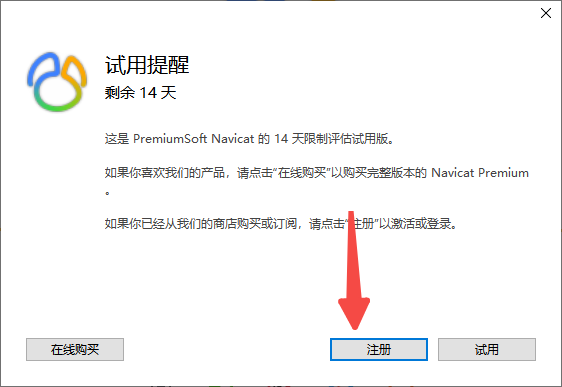 试用提醒
剩余 14 天
这是 PremiumSoft Navicat 的 14 天限制评估试用版。
如果你喜欢我们的产品，请点击“在线购买”以购买完整版本的 Navicat Premium
。
如果你已经从我们的商店购买或订阅，请点击“注册”以激活或登录。
在线购买
注册
试用